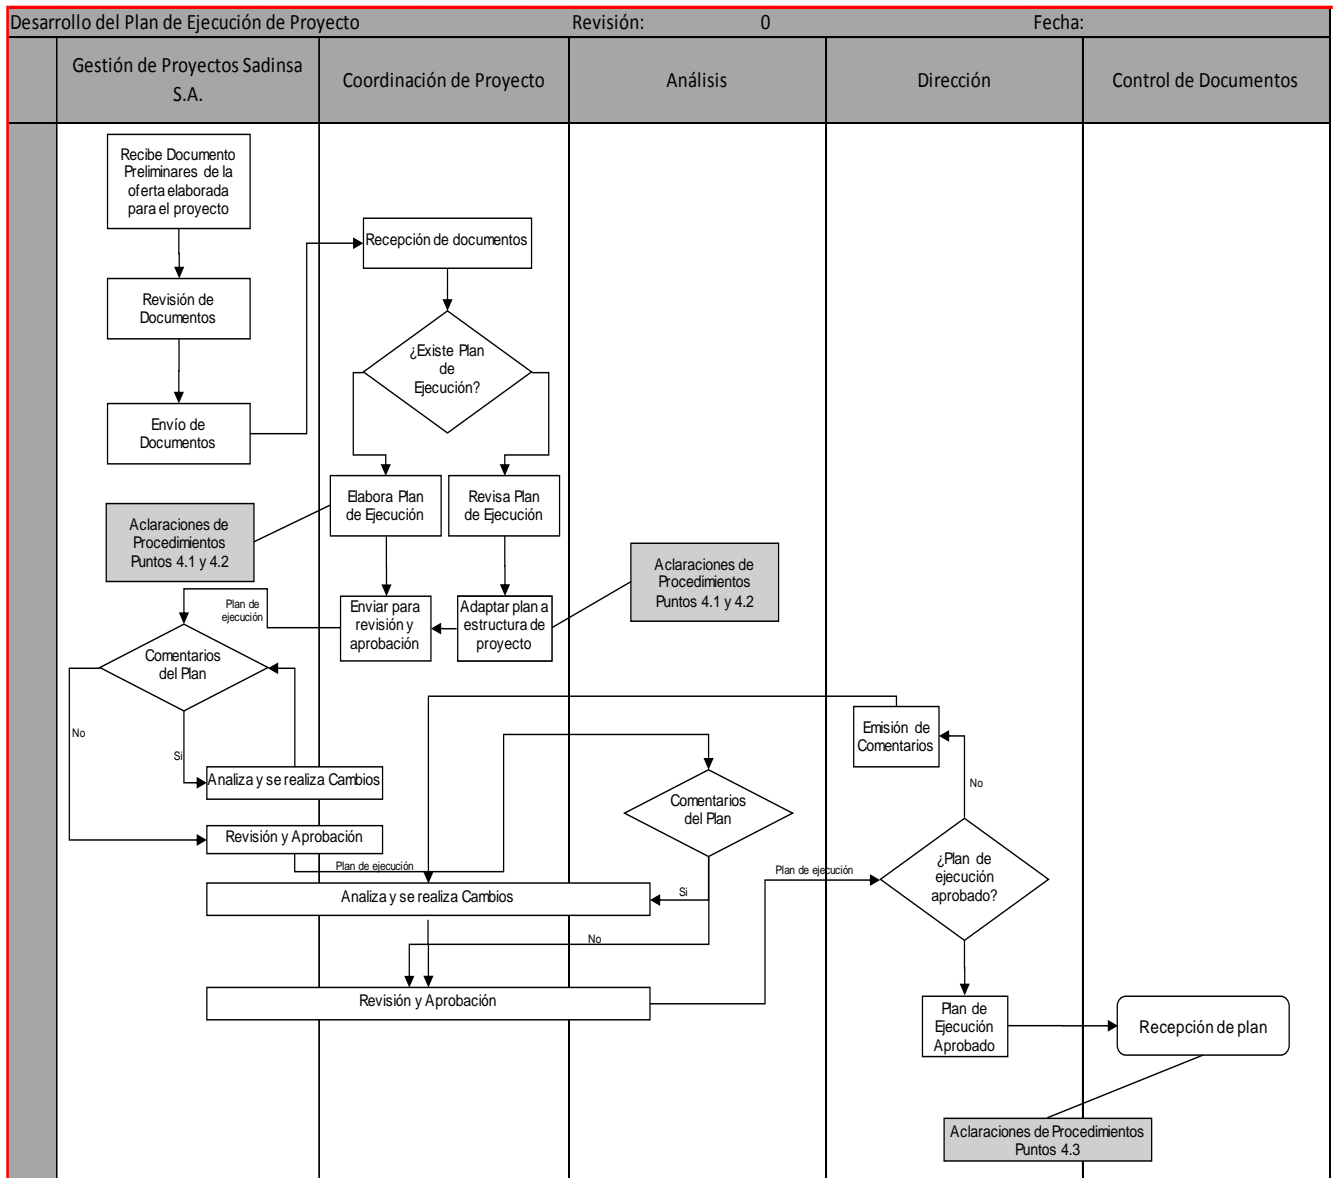 Desarrollo del Plan de Ejecución de Proyecto Revisión: 0 Fecha:
Gestión de Proyectos Sadinsa
S.A.
Coordinación de Proyecto
Análisis
Dirección
Control de Documentos
Recibe Documento
Preliminares de la
oferta elaborada
para el proyecto
Recepción de documentos
Revisión de
Documentos
¿Existe Plan
de
Ejecución?
Envío de
Documentos
Elabora Plan
de Ejecución
Revisa Plan
de Ejecución
Aclaraciones de
Procedimientos
Puntos 4.1 y 4.2
Aclaraciones de
Procedimientos
Puntos 4.1 y 4.2
Plan de
ejecución
Enviar para
revisión y
aprobación
Adaptar plan a
estructura de
proyecto
Comentarios
del Plan
No
Si
Analiza y se realiza Cambios
Revisión y Aprobación
Plan de ejecución
Emisión de
Comentarios
No
Comentarios
del Plan
Si
No
Analiza y se realiza Cambios
Plan de ejecución
¿Plan de
ejecución
aprobado?
Revisión y Aprobación
Plan de
Ejecución
Aprobado
Recepción de plan
Aclaraciones de Procedimientos
Puntos 4.3